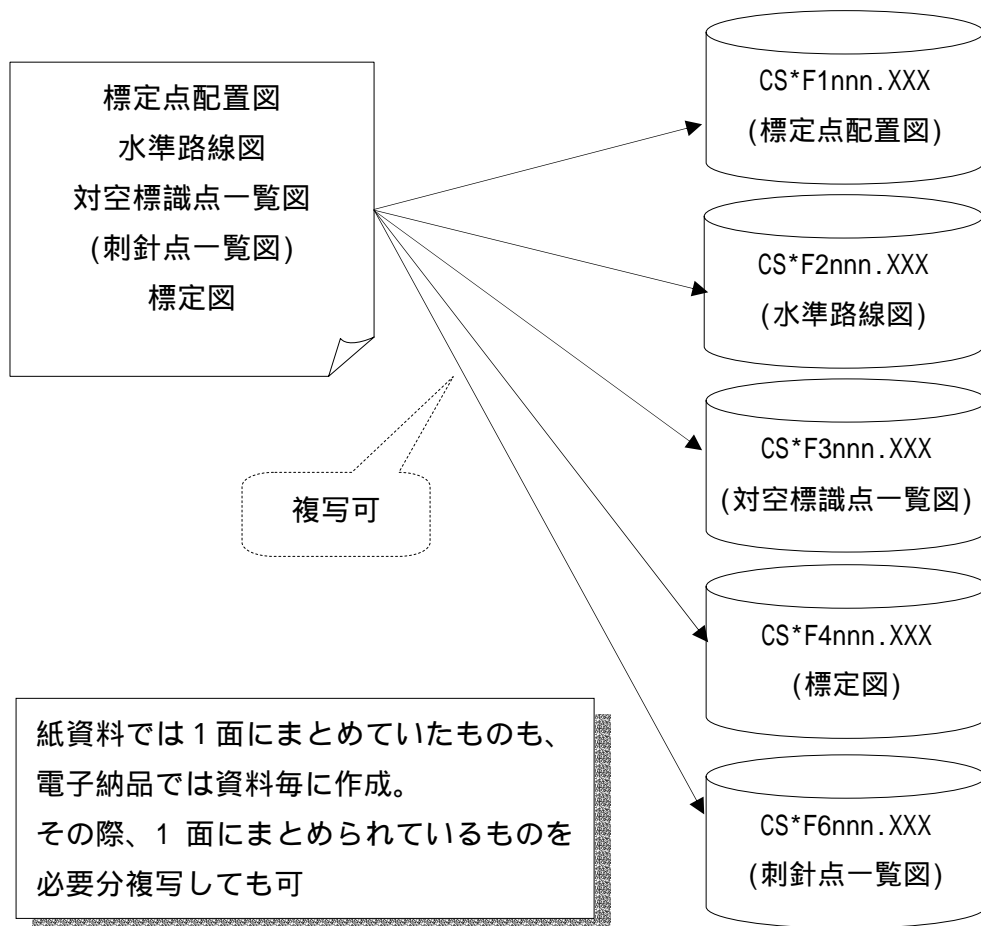 標定点配置図
水準路線図
対空標識点一覧図
(刺針点一覧図)
標定図
複写可
紙資料では1面にまとめていたものも、
電子納品では資料毎に作成。
その際、1 面にまとめられているものを
必要分複写しても可
CS*F1nnn.XXX
(標定点配置図)
CS*F2nnn.XXX
(水準路線図)
CS*F3nnn.XXX
(対空標識点一覧図)
CS*F4nnn.XXX
(標定図)
CS*F6nnn.XXX
(刺針点一覧図)